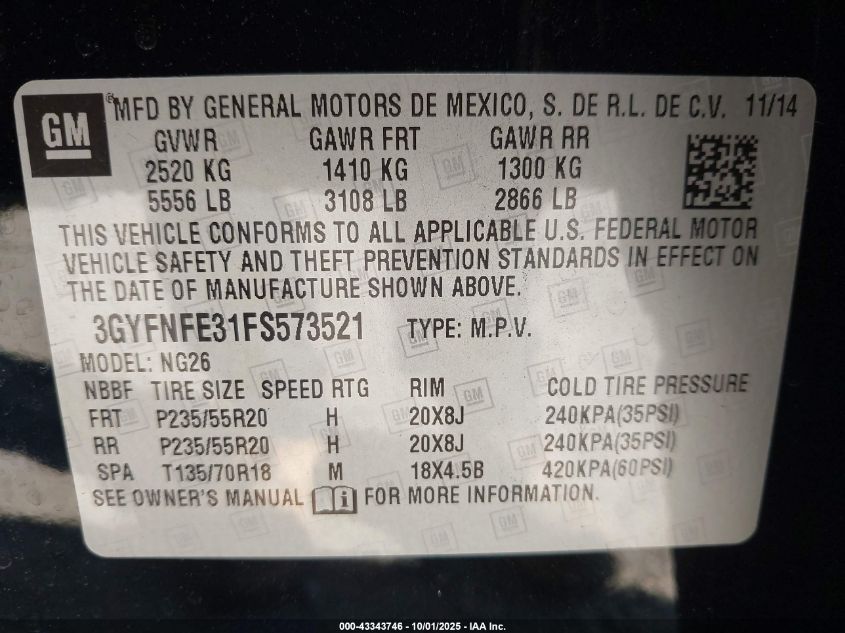 GM
® MFD BY GENERAL MOTORS DE MEXICO, S. DE R.L. DE C.V. 11/14
GVWR GAWR FRT GAWR RR
2520 KG 1410 KG 1300 KG
5556 LB 3108 LB 2866 LB
THIS VEHICLE CONFORMS TO ALL APPLICABLE U.S. FEDERAL MOTOR
VEHICLE SAFETY AND THEFT PREVENTION STANDARDS IN EFFECT ON
THE DATE OF MANUFACTURE SHOWN ABOVE.
3GYFNFE31FS573521 TYPE: M.P.V.
MODEL: NG26
NBBF TIRE SIZE SPEED RTG RIM COLD TIRE PRESSURE
FRT P235/55R20 H 20X8J 240KPA(35PSI)
RR P235/55R20 H 20X8J 240KPA(35PSI)
SPA T135/70R18 M 18X4.5B 420KPA(60PSI)
SEE OWNER'S MANUAL i FOR MORE INFORMATION.
000-43343746 - 10/01/2025 - IAA Inc.